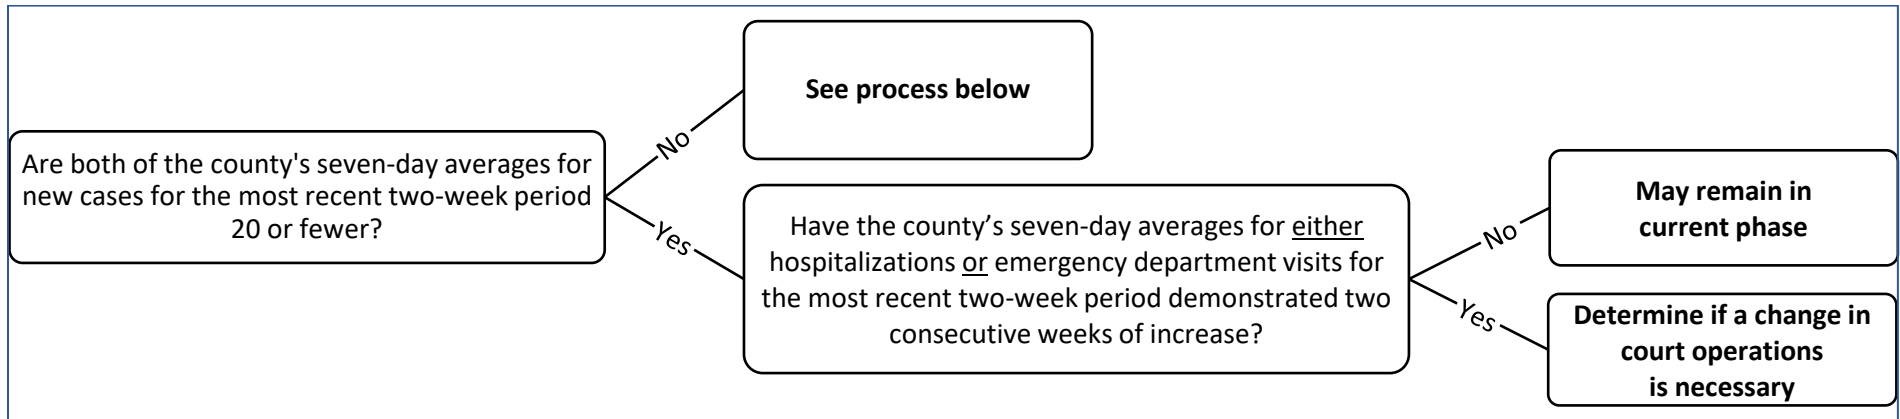 Are both of the county's seven-day averages for
new cases for the most recent two-week period
20 or fewer?
No
See process below
Yes
Have the county’s seven-day averages for either
hospitalizations or emergency department visits for
the most recent two-week period demonstrated two
consecutive weeks of increase?
No
May remain in
current phase
Yes
Determine if a change in
court operations
is necessary